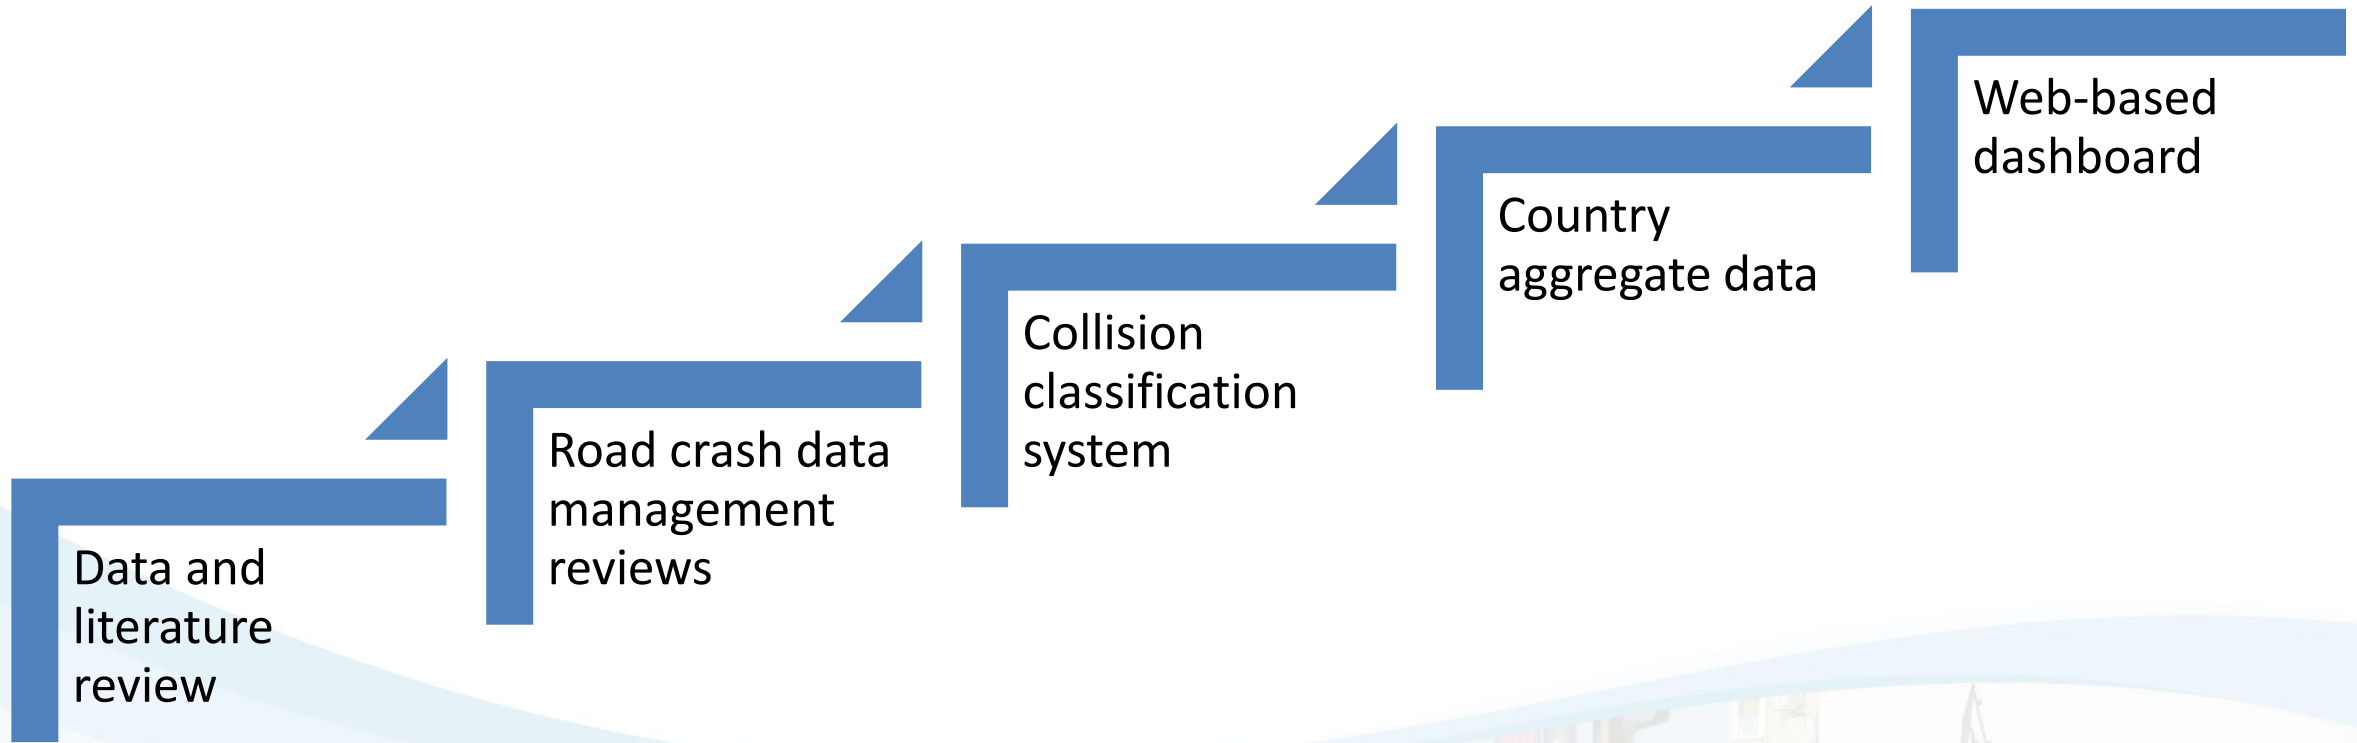 Data and
literature
review
Road crash data
management
reviews
Collision
classification
system
Country
aggregate data
Web-based
dashboard